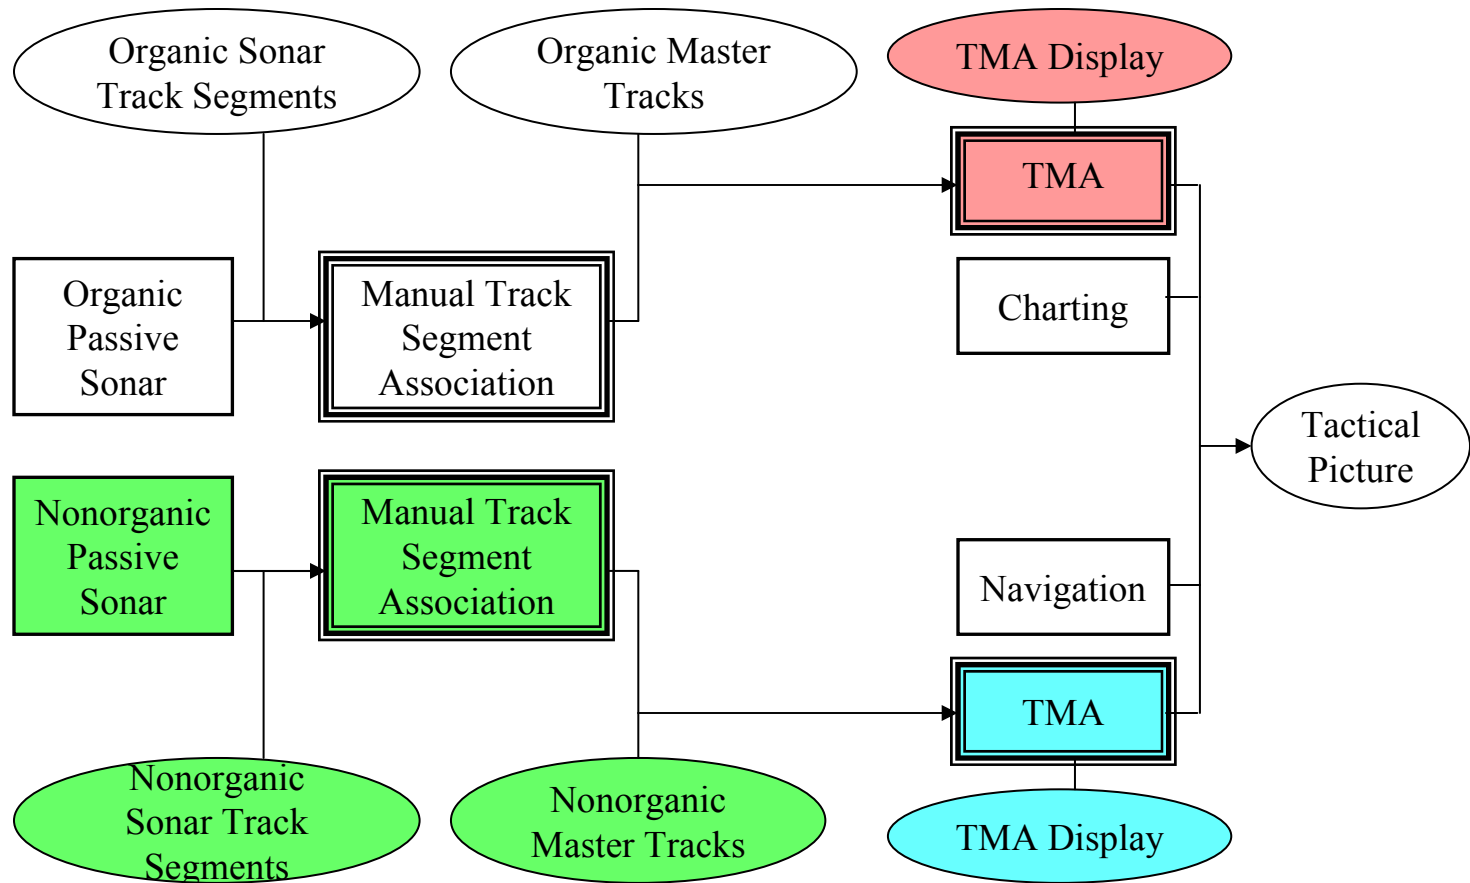 Organic Sonar
Track Segments
Organic Master
Tracks
TMA Display
TMA
Organic
Passive
Sonar
Manual Track
Segment
Association
Charting
Tactical
Picture
Nonorganic
Passive
Sonar
Manual Track
Segment
Association
Navigation
TMA
Nonorganic
Sonar Track
Segments
Nonorganic
Master Tracks
TMA Display